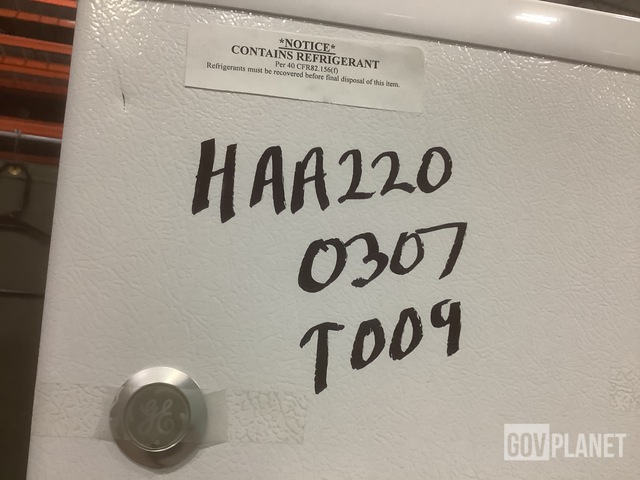 *NOTICE*
CONTAINS REFRIGERANT
Per 40 CFR82.156(f)
Refrigerants must be recovered before final disposal of this item.
HAA220
0307
T009
GE
GOVPLANET